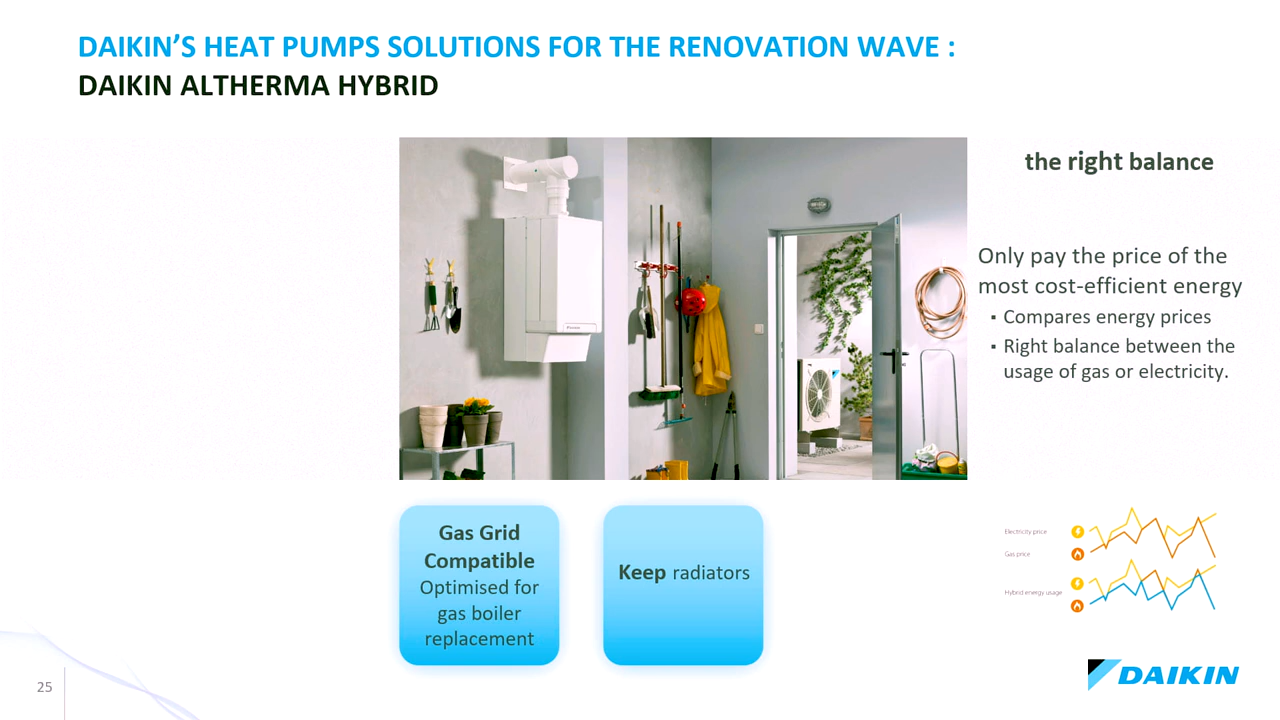 DAIKIN'S HEAT PUMPS SOLUTIONS FOR THE RENOVATION WAVE :
DAIKIN ALTHERMA HYBRID
the right balance
Only pay the price of the
most cost-efficient energy
▪ Compares energy prices
▪ Right balance between the
usage of gas or electricity.
Gas Grid
Compatible
Optimised for
gas boiler
replacement
Keep radiators
Electricity price
Gas price
Hybrid energy usage
25
DAIKIN